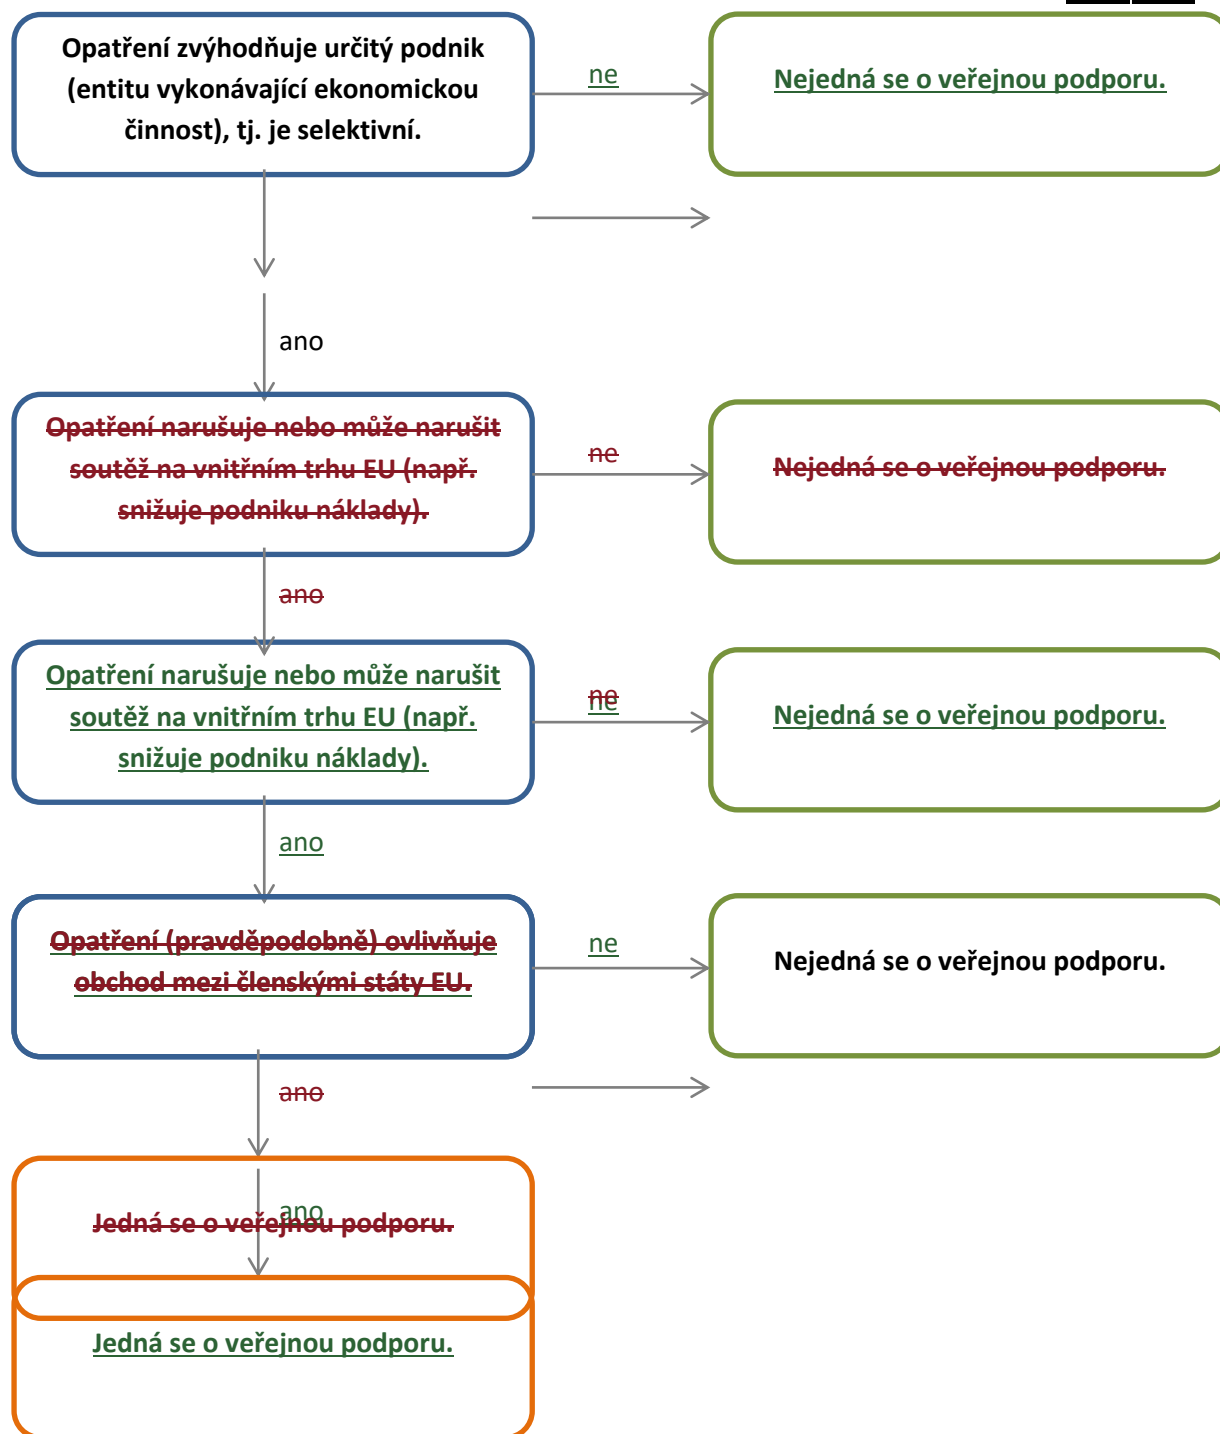 Opatření zvýhodňuje určitý podnik
(entitu vykonávající ekonomickou
činnost), tj. je selektivní.
ne
Nejedná se o veřejnou podporu.
ano
Opatření narušuje nebo může narušit
soutěž na vnitřním trhu EU (např.
snižuje podniku náklady).
ne
Nejedná se o veřejnou podporu.
ano
Opatření narušuje nebo může narušit
soutěž na vnitřním trhu EU (např.
snižuje podniku náklady).
ne
ne
Nejedná se o veřejnou podporu.
ano
Opatření (pravděpodobně) ovlivňuje
obchod mezi členskými státy EU.
ne
Nejedná se o veřejnou podporu.
ano
ano
Jedná se o veřejnou podporu.
Jedná se o veřejnou podporu.